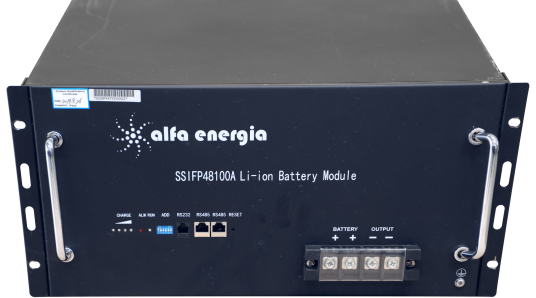 alfa energia
SSIFP48100A Li-ion Battery Module
CHARGE ALM RUN ADD RS232 RS485 RS485 RESET
BATTERY OUTPUT
+ + − −